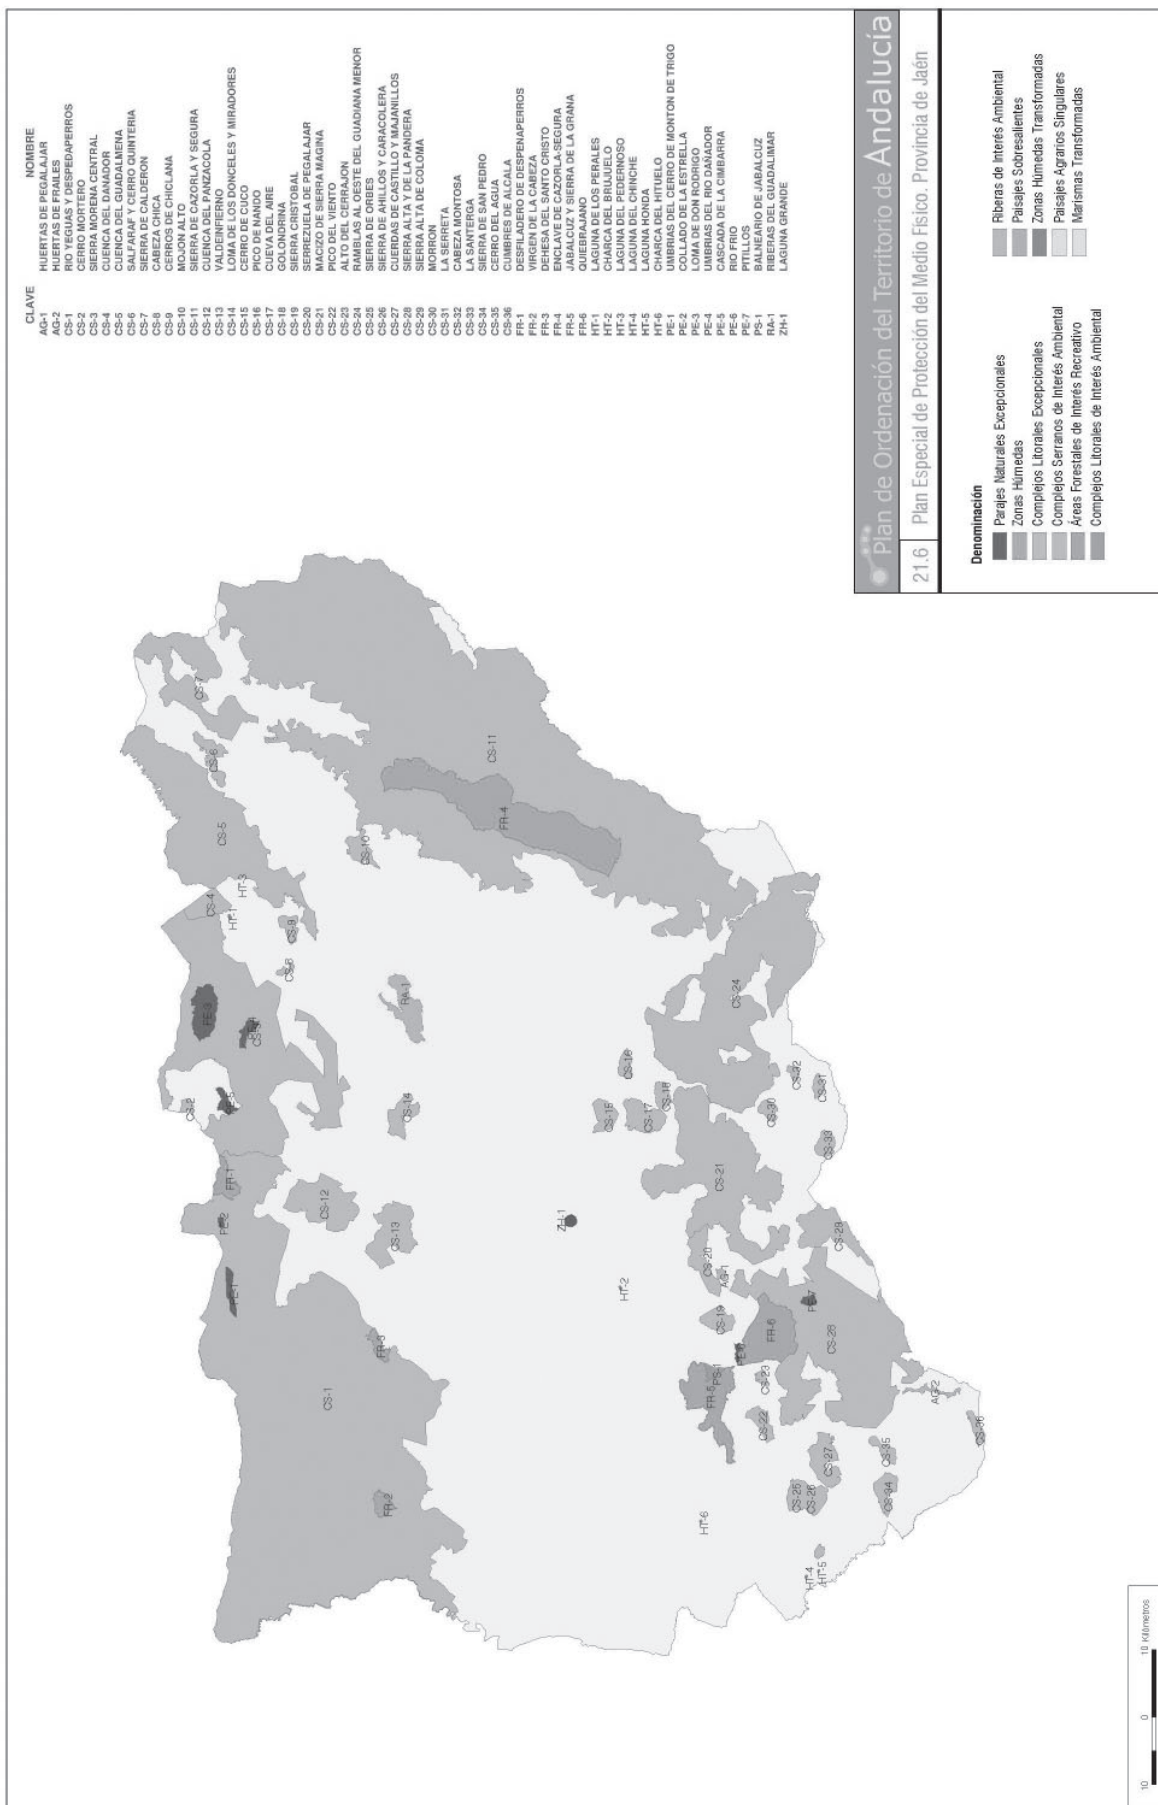 CLAVE NOMBRE
AG-1 HUERTAS DE PEGALAJAR
AG-2 HUERTAS DE FRAILES
CS-1 RIO YEGUAS Y DESPEÐAPERROS
CS-2 CERRO MORTERO
CS-3 SIERRA MORENA CENTRAL
CS-4 CUENCA DEL DANADOR
CS-5 CUENCA DEL GUADALMENA
CS-6 SALFARAF Y CERRO QUINTERIA
CS-7 SIERRA DE CALDERON
CS-8 CABEZA CHICA
CS-9 CERROS DE CHICLANA
CS-10 MOJON ALTO
CS-11 SIERRA DE CAZORLA Y SEGURA
CS-12 CUENCA DEL PANZACOLA
CS-13 VALDEINFIERNO
CS-14 LOMA DE LOS DONCELES Y MIRADORES
CS-15 CERRO DE CUCO
CS-16 PICO DE NANDO
CS-17 CUEVA DEL AIRE
CS-18 GOLONDRINA
CS-19 SIERRA CRISTOBAL
CS-20 SERREZUELA DE PEGALAJAR
CS-21 MACIZO DE SIERRA MAGINA
CS-22 PICO DEL VIENTO
CS-23 ALTO DEL CERRAJON
CS-24 RAMBLAS AL OESTE DEL GUADIANA MENOR
CS-25 SIERRA DE ORBES
CS-26 SIERRA DE AHILLOS Y CARACOLERA
CS-27 CUERDAS DE CASTILLO Y MAJANILLOS
CS-28 SIERRA ALTA Y DE LA PANDERA
CS-29 SIERRA ALTA DE COLOMA
CS-30 MORRON
CS-31 LA SERRETA
CS-32 CABEZA MONTOSA
CS-33 LA SANTERGA
CS-34 SIERRA DE SAN PEDRO
CS-35 CERRO DEL AGUA
CS-36 CUMBRES DE ALCALA
FR-1 DESFILADERO DE DESPENAPERROS
FR-2 VIRGEN DE LA CABEZA
FR-3 DEHESA DEL SANTO CRISTO
FR-4 ENCLAVE DE CAZORLA-SEGURA
FR-5 JABALCUZ Y SIERRA DE LA GRANA
FR-6 QUIEBRAJANO
HT-1 LAGUNA DE LOS PERALES
HT-2 CHARCA DEL BRUJUELO
HT-3 LAGUNA DEL PEDERNOSO
HT-4 LAGUNA DEL CHINCHE
HT-5 LAGUNA HONDA
HT-6 CHARCA DEL HITUELO
PE-1 UMBRIAS DEL CERRO DE MONTON DE TRIGO
PE-2 COLLADO DE LA ESTRELLA
PE-3 LOMA DE DON RODRIGO
PE-4 UMBRIAS DEL RIO DAÑADOR
PE-5 CASCADA DE LA CIMBARRA
PE-6 RIO FRIO
PE-7 PITILLOS
PS-1 BALNEARIO DE JABALCUZ
RA-1 RIBERAS DEL GUADALIMAR
ZH-1 LAGUNA GRANDE
CS-7
CS-6
CS-5
CS-4
HT-3
HT-1
CS-9
CS-8
CS-10
CS-11
FR-4
PE-3
PE-4
CS-3
RA-1
CS-2
PE-5
CS-14
FR-1
PE-2
CS-12
CS-13
PE-1
FR-3
CS-1
FR-2
CS-24
CS-16
CS-15
CS-17
CS-18
CS-32
CS-31
CS-30
CS-33
CS-21
ZH-1
HT-2
CS-20
AG-1
CS-19
CS-29
PE-7
FR-6
CS-28
PE-6
PS-1
FR-5
CS-23
CS-22
AG-2
CS-36
CS-35
CS-27
CS-25
CS-26
CS-34
HT-6
HT-4
HT-5
Plan de Ordenación del Territorio de Andalucía
21.6 Plan Especial de Protección del Medio Físico. Provincia de Jaén
Denominación
Parajes Naturales Excepcionales
Zonas Húmedas
Complejos Litorales Excepcionales
Complejos Serranos de Interés Ambiental
Áreas Forestales de Interés Recreativo
Complejos Litorales de Interés Ambiental
Riberas de Interés Ambiental
Paisajes Sobresalientes
Zonas Húmedas Transformadas
Paisajes Agrarios Singulares
Marismas Transformadas
10 0 10 Kilómetros